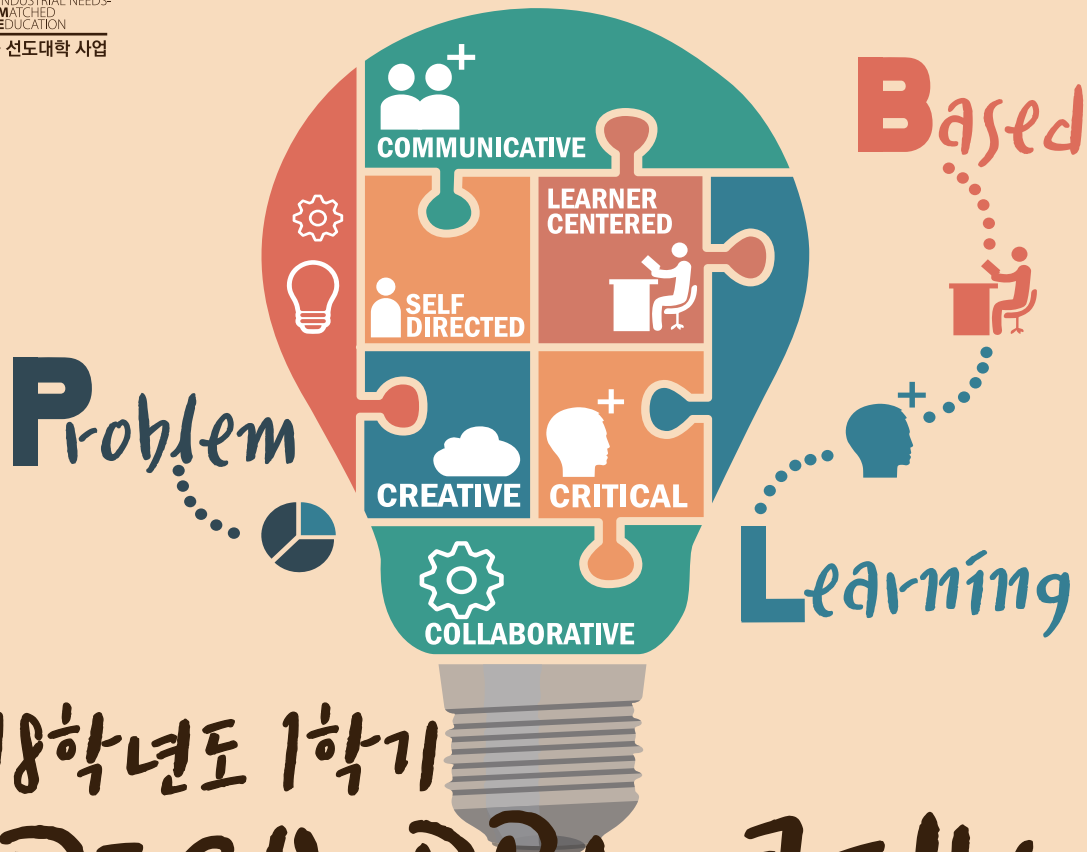 INDUSTRIAL NEEDS-
MATCHED
EDUCATION
선도대학 사업
COMMUNICATIVE
LEARNER
CENTERED
SELF
DIRECTED
CREATIVE
CRITICAL
COLLABORATIVE
Problem
Based
Learning
18학년도 1학기